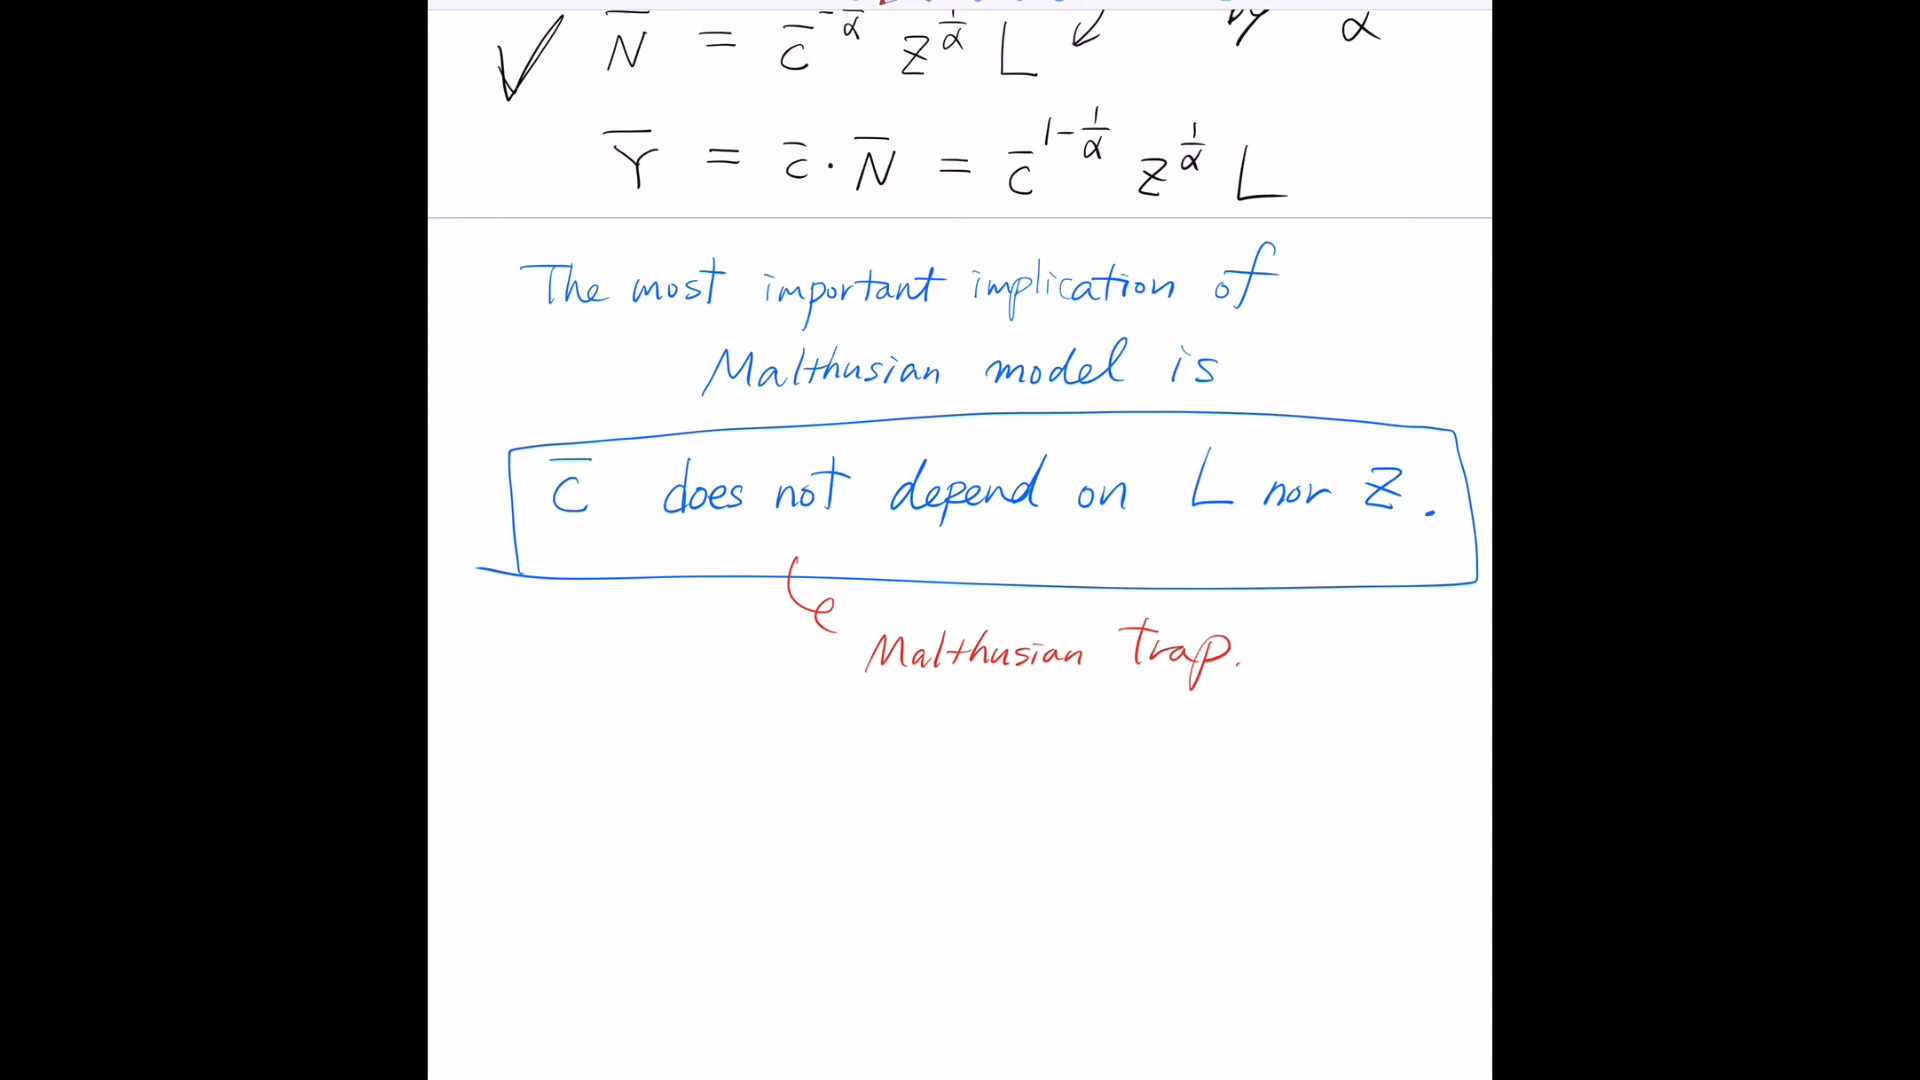 N̅ = c̅^{-1/α} z^{1/α} L ↙ by α
Y̅ = c̅ · N̅ = c̅^{1-1/α} z^{1/α} L
The most important implication of
Malthusian model is
c̅ does not depend on L nor z.
Malthusian Trap.